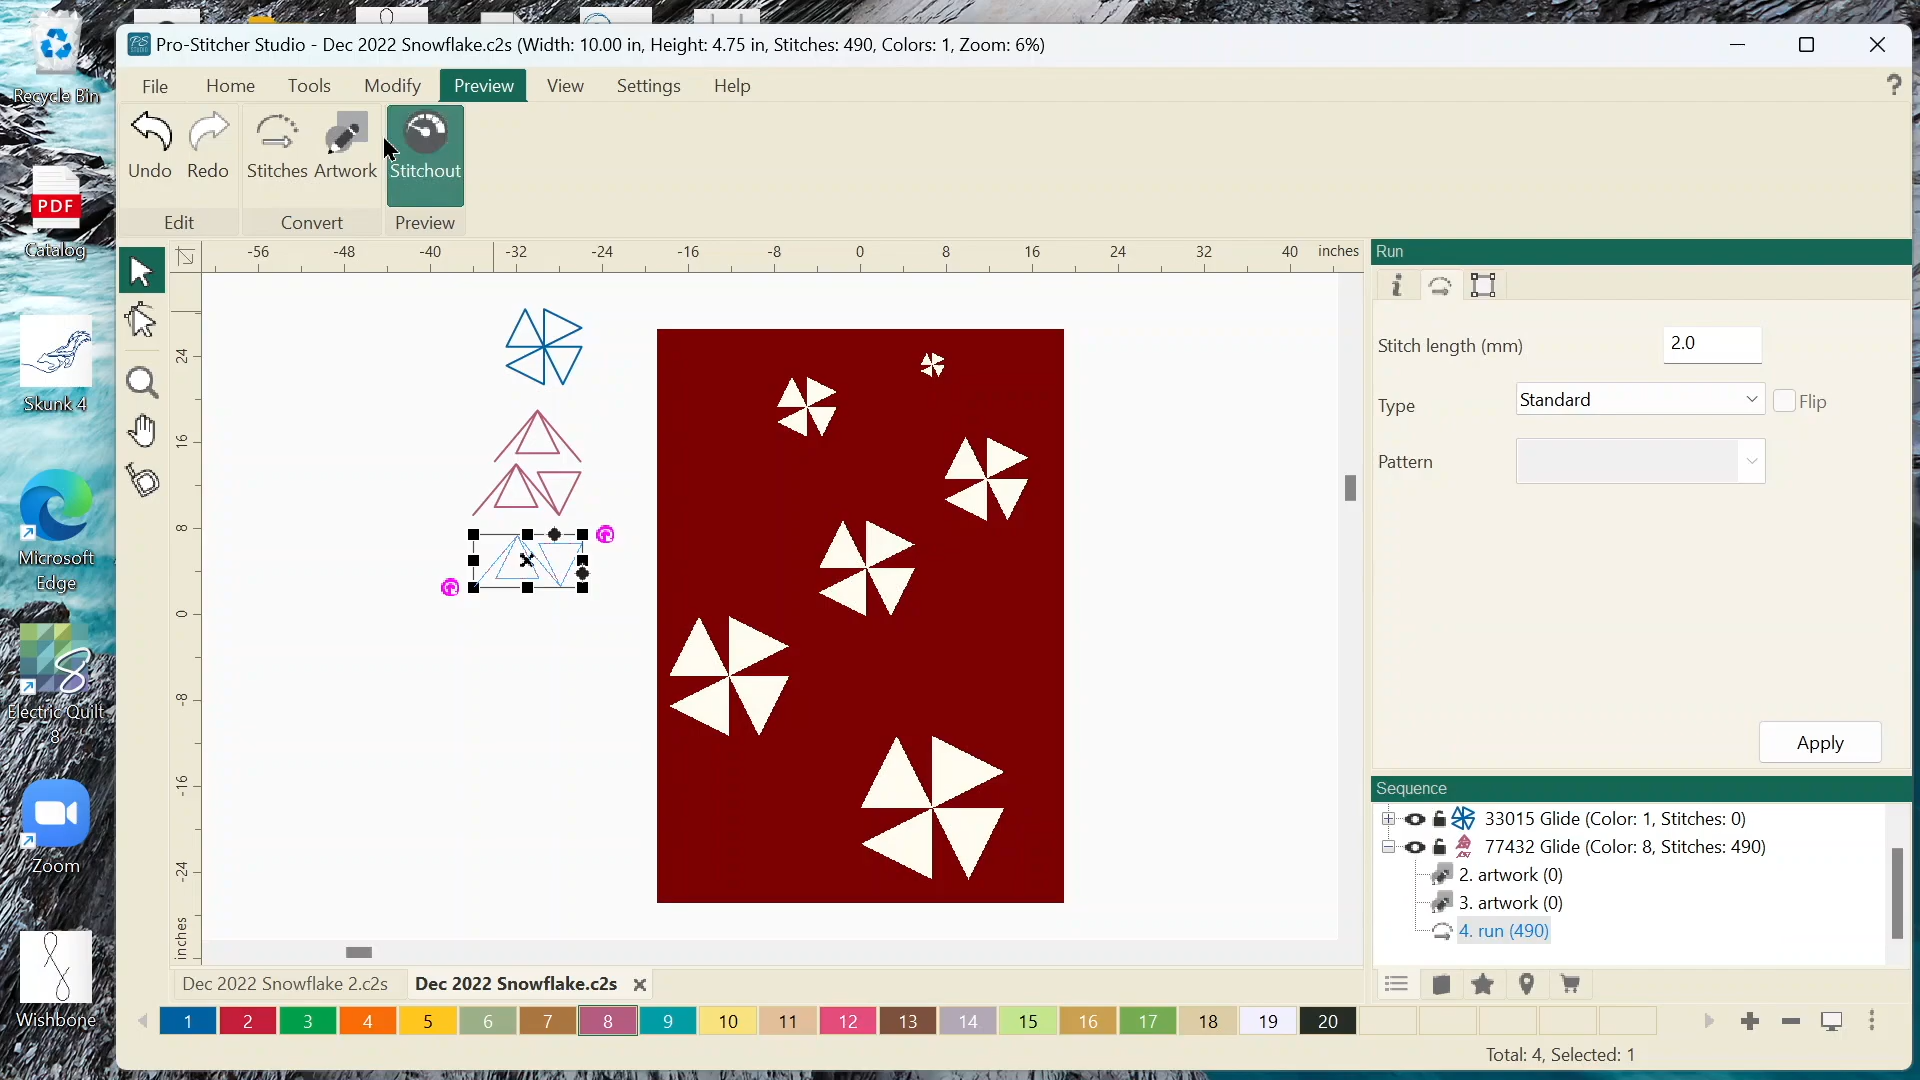 Recycle Bin
Catalog
PDF
Skunk 4
Microsoft
Edge
Electric Quilt
8
Zoom
Wishbone
Pro-Stitcher Studio - Dec 2022 Snowflake.c2s (Width: 10.00 in, Height: 4.75 in, Stitches: 490, Colors: 1, Zoom: 6%)
File Home Tools Modify Preview View Settings Help ?
Undo Redo Stitches Artwork Stitchout
Edit Convert Preview
-56 -48 -40 -32 -24 -16 -8 0 8 16 24 32 40 inches
24
16
8
0
-8
-16
-24
inches
Run
Stitch length (mm) 2.0
Type Standard Flip
Pattern
Apply
Sequence
33015 Glide (Color: 1, Stitches: 0)
77432 Glide (Color: 8, Stitches: 490)
2. artwork (0)
3. artwork (0)
4. run (490)
Dec 2022 Snowflake 2.c2s Dec 2022 Snowflake.c2s
1 2 3 4 5 6 7 8 9 10 11 12 13 14 15 16 17 18 19 20
Total: 4, Selected: 1